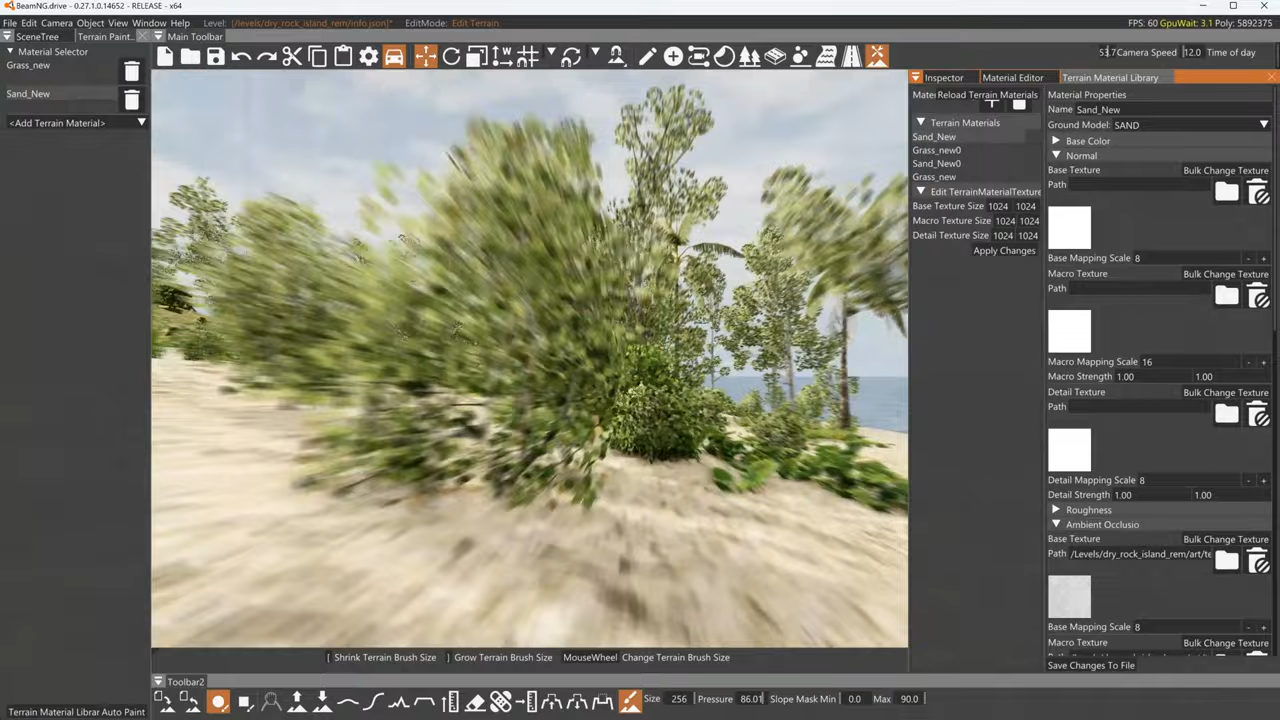 BeamNG.drive - 0.27.1.0.14652 - RELEASE - x64
File Edit Camera Object View Window Help Level: [/levels/dry_rock_island_rem/info.json]* EditMode: Edit Terrain FPS: 60 GpuWait: 3.1 Poly: 5892375
SceneTree Terrain Paint... Main Toolbar
Material Selector
Grass_new
Sand_New
<Add Terrain Material>
53.7 Camera Speed 12.0 Time of day
Inspector Material Editor Terrain Material Library
Reload Terrain Materials
Terrain Materials
Sand_New
Grass_new0
Sand_New0
Grass_new
Edit TerrainMaterialTexture
Base Texture Size 1024 1024
Macro Texture Size 1024 1024
Detail Texture Size 1024 1024
Apply Changes
Material Properties
Name Sand_New
Ground Model: SAND
Base Color
Normal
Base Texture Bulk Change Texture
Path
Base Mapping Scale 8 - +
Macro Texture Bulk Change Texture
Path
Macro Mapping Scale 16 - +
Macro Strength 1.00 1.00
Detail Texture Bulk Change Texture
Path
Detail Mapping Scale 8 - +
Detail Strength 1.00 1.00
Roughness
Ambient Occlusio
Base Texture Bulk Change Texture
Path /Levels/dry_rock_island_rem/art/te
Base Mapping Scale 8 - +
Macro Texture Bulk Change Texture
Save Changes To File
[ Shrink Terrain Brush Size ] Grow Terrain Brush Size MouseWheel Change Terrain Brush Size
Toolbar2
Size 256 Pressure 86.01 Slope Mask Min 0.0 Max 90.0
Terrain Material Librar Auto Paint